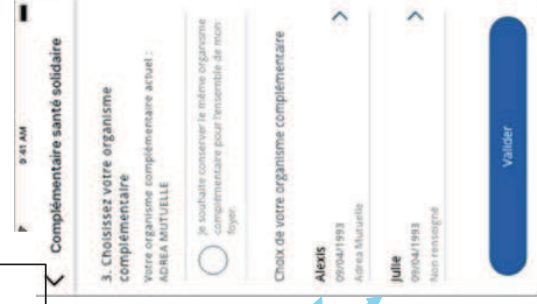 9:41 AM
Complémentaire santé solidaire
3. Choisissez votre organisme
complémentaire
Votre organisme complémentaire actuel :
ADREA MUTUELLE
Je souhaite conserver le même organisme
complémentaire pour l'ensemble de mon
foyer.
Choix de votre organisme complémentaire
Alexis
09/04/1993
Adrea Mutuelle
Julie
09/04/1993
Non renseigné
Valider